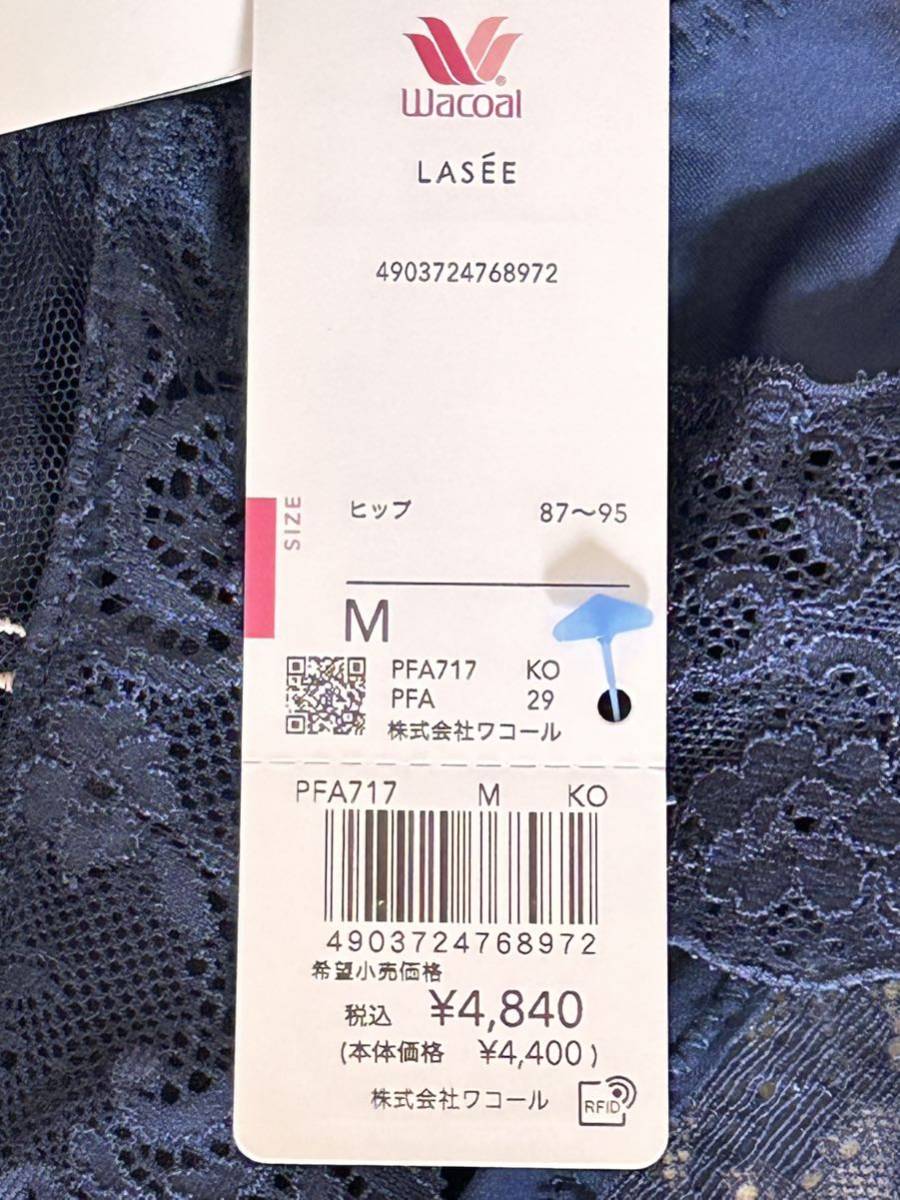 Wacoal
LASÉE
4903724768972
SIZE
ヒップ 87～95
M
PFA717 KO
PFA 29
株式会社ワコール
PFA717 M KO
4903724768972
希望小売価格
税込 ¥4,840
(本体価格 ¥4,400)
株式会社ワコール
RFID